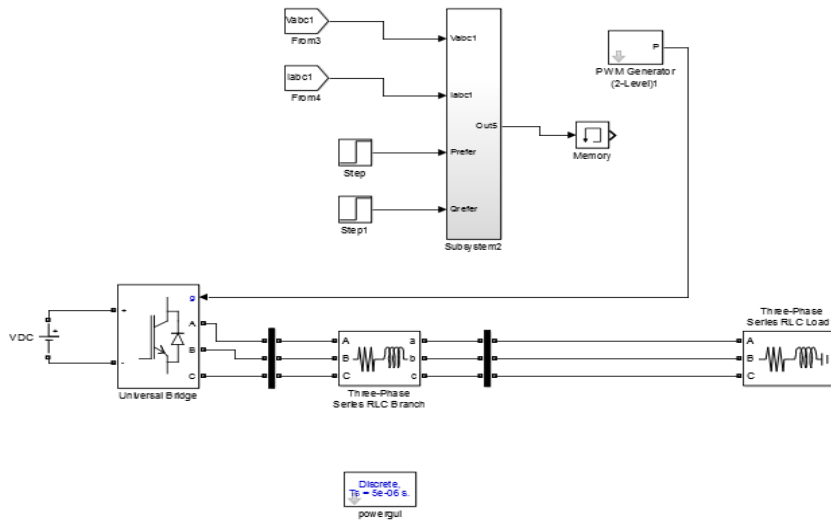 Vabc1
From3
Iabc1
From4
Step
Step1
Vabc1
Iabc1
Prefer
Qrefer
Out5
Subsystem2
Memory
P
PWM Generator
(2-Level)1
VDC
+
+
-
g
A
B
C
Universal Bridge
A
B
C
a
b
c
Three-Phase
Series RLC Branch
Three-Phase
Series RLC Load
A
B
C
Discrete,
Ts = 5e-06 s.
powergui